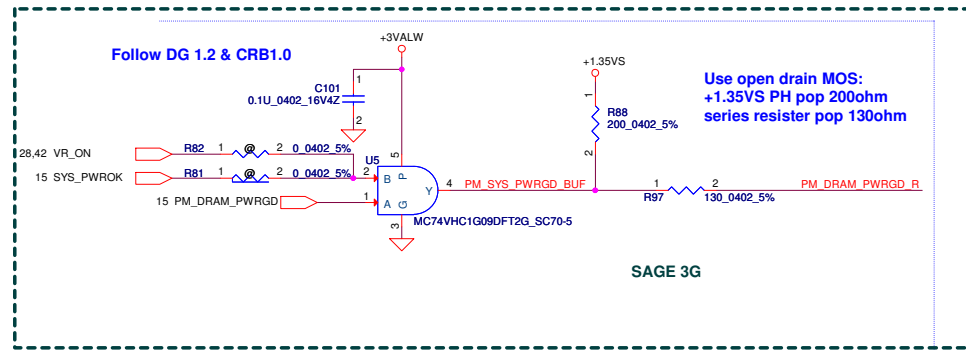 Follow DG 1.2 & CRB1.0
+3VALW
1
C101
0.1U_0402_16V4Z
2
+1.35VS
1
R88
200_0402_5%
2
Use open drain MOS:
+1.35VS PH pop 200ohm
series resister pop 130ohm
28,42 VR_ON
R82 1 @ 2 0_0402_5%
15 SYS_PWROK
R81 1 @ 2 0_0402_5%
15 PM_DRAM_PWRGD
U5
5
2 B P
Y 4
1 A G
3
MC74VHC1G09DFT2G_SC70-5
PM_SYS_PWRGD_BUF
1 2
R97 130_0402_5%
PM_DRAM_PWRGD_R
SAGE 3G